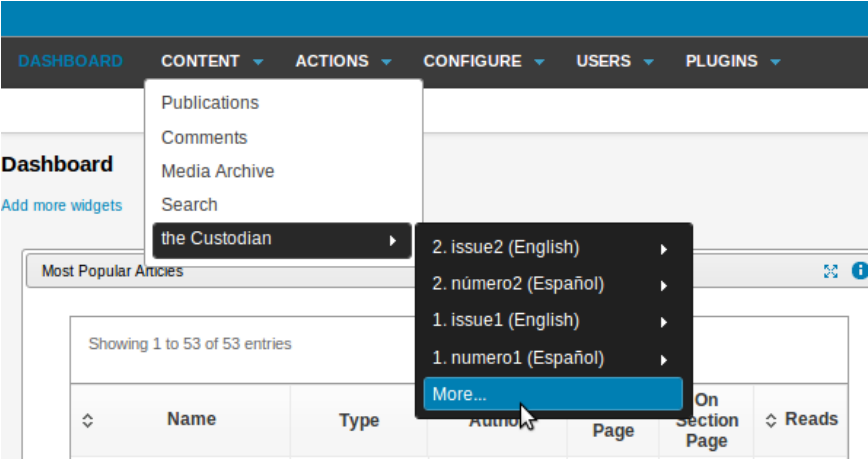 DASHBOARD CONTENT ACTIONS CONFIGURE USERS PLUGINS
Publications
Comments
Media Archive
Search
the Custodian
2. issue2 (English)
2. número2 (Español)
1. issue1 (English)
1. numero1 (Español)
More...
Dashboard
Add more widgets
Most Popular Articles
Showing 1 to 53 of 53 entries
Name Type Author Page On Section Page Reads